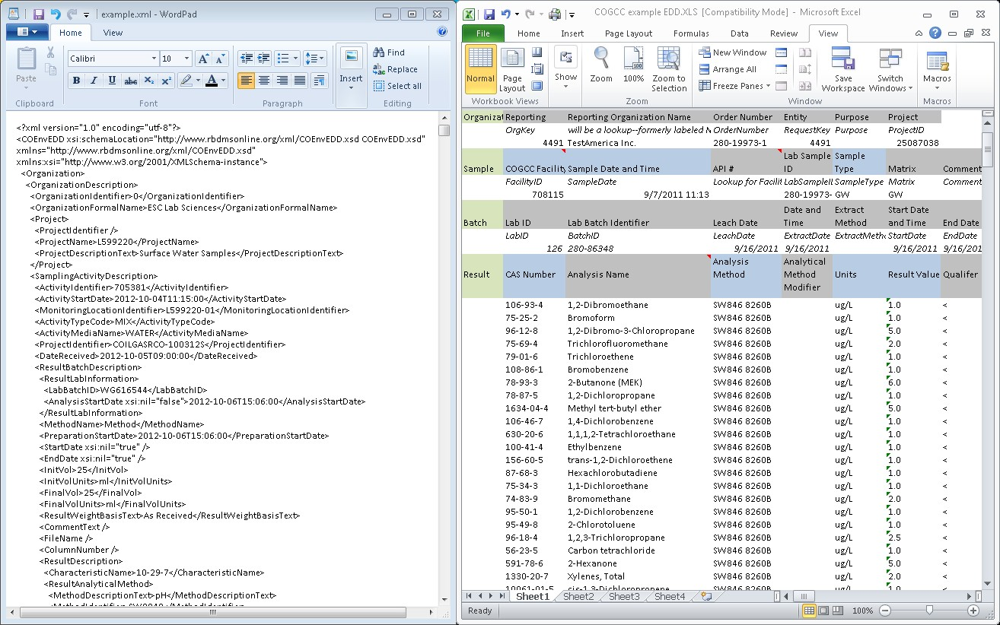 example.xml - WordPad
Home View
Calibri 10
Paste
Clipboard
B I U abc X₂ X² A
Font
Paragraph
Insert
Find
Replace
Select all
Editing
<?xml version="1.0" encoding="utf-8"?>
<COEnvEDD xsi:schemaLocation="http://www.rbdmsonline.org/xml/COEnvEDD.xsd COEnvEDD.xsd"
xmlns="http://www.rbdmsonline.org/xml/COEnvEDD.xsd"
xmlns:xsi="http://www.w3.org/2001/XMLSchema-instance">
<Organization>
<OrganizationDescription>
<OrganizationIdentifier>0</OrganizationIdentifier>
<OrganizationFormalName>ESC Lab Sciences</OrganizationFormalName>
<Project>
<ProjectIdentifier />
<ProjectName>L599220</ProjectName>
<ProjectDescriptionText>Surface Water Samples</ProjectDescriptionText>
</Project>
<SamplingActivityDescription>
<ActivityIdentifier>705381</ActivityIdentifier>
<ActivityStartDate>2012-10-04T11:15:00</ActivityStartDate>
<MonitoringLocationIdentifier>L599220-01</MonitoringLocationIdentifier>
<ActivityTypeCode>MIX</ActivityTypeCode>
<ActivityMediaName>WATER</ActivityMediaName>
<ProjectIdentifier>COILGASRCO-100312S</ProjectIdentifier>
<DateReceived>2012-10-05T09:00:00</DateReceived>
<ResultBatchDescription>
<ResultLabInformation>
<LabBatchID>WG616544</LabBatchID>
<AnalysisStartDate xsi:nil="false">2012-10-06T15:06:00</AnalysisStartDate>
</ResultLabInformation>
<MethodName>Method</MethodName>
<PreparationStartDate>2012-10-06T15:06:00</PreparationStartDate>
<StartDate xsi:nil="true" />
<EndDate xsi:nil="true" />
<InitVol>25</InitVol>
<InitVolUnits>ml</InitVolUnits>
<FinalVol>25</FinalVol>
<FinalVolUnits>ml</FinalVolUnits>
<ResultWeightBasisText>As Received</ResultWeightBasisText>
<CommentText />
<FileName />
<ColumnNumber />
<ResultDescription>
<CharacteristicName>10-29-7</CharacteristicName>
<ResultAnalyticalMethod>
<MethodDescriptionText>pH</MethodDescriptionText>
COGCC example EDD.XLS [Compatibility Mode] - Microsoft Excel
File Home Insert Page Layout Formulas Data Review View
Normal
Page Layout
Workbook Views
Show
Zoom
100%
Zoom to Selection
Zoom
New Window
Arrange All
Freeze Panes
Save Workspace
Switch Windows
Window
Macros
Macros
Organizat Reporting Reporting Organization Name Order Number Entity Purpose Project
OrgKey will be a lookup--formerly labeled N OrderNumber RequestKey Purpose ProjectID
4491 TestAmerica Inc. 280-19973-1 4491 25087038
Sample COGCC Facility Sample Date and Time API # Lab Sample ID Sample Type Matrix Comment
FacilityID SampleDate Lookup for Facili LabSampleI SampleType Matrix Comment
708115 9/7/2011 11:13 280-19973- GW GW
Batch Lab ID Lab Batch Identifier Leach Date Date and Time Extract Method Start Date and Time End Date
LabID BatchID LeachDate ExtractDate ExtractMetho StartDate EndDate
126 280-86348 9/16/2011 9/16/2011 9/16/2011 9/16/201
Result CAS Number Analysis Name Analysis Method Analytical Method Modifier Units Result Value Qualifer
106-93-4 1,2-Dibromoethane SW846 8260B ug/L 1.0 <
75-25-2 Bromoform SW846 8260B ug/L 1.0 <
96-12-8 1,2-Dibromo-3-Chloropropane SW846 8260B ug/L 5.0 <
75-69-4 Trichlorofluoromethane SW846 8260B ug/L 2.0 <
79-01-6 Trichloroethene SW846 8260B ug/L 1.0 <
108-86-1 Bromobenzene SW846 8260B ug/L 1.0 <
78-93-3 2-Butanone (MEK) SW846 8260B ug/L 6.0 <
78-87-5 1,2-Dichloropropane SW846 8260B ug/L 1.0 <
1634-04-4 Methyl tert-butyl ether SW846 8260B ug/L 5.0 <
106-46-7 1,4-Dichlorobenzene SW846 8260B ug/L 1.0 <
630-20-6 1,1,1,2-Tetrachloroethane SW846 8260B ug/L 1.0 <
100-41-4 Ethylbenzene SW846 8260B ug/L 1.0 <
156-60-5 trans-1,2-Dichloroethene SW846 8260B ug/L 1.0 <
87-68-3 Hexachlorobutadiene SW846 8260B ug/L 1.0 <
75-34-3 1,1-Dichloroethane SW846 8260B ug/L 1.0 <
74-83-9 Bromomethane SW846 8260B ug/L 2.0 <
95-50-1 1,2-Dichlorobenzene SW846 8260B ug/L 1.0 <
95-49-8 2-Chlorotoluene SW846 8260B ug/L 1.0 <
96-18-4 1,2,3-Trichloropropane SW846 8260B ug/L 2.5 <
56-23-5 Carbon tetrachloride SW846 8260B ug/L 1.0 <
591-78-6 2-Hexanone SW846 8260B ug/L 5.0 <
1330-20-7 Xylenes, Total SW846 8260B ug/L 2.0 <
10061-01-5 cis-1,3-Dichloropropene SW846 8260B ug/L 1.0 <
Sheet1 Sheet2 Sheet3 Sheet4
Ready 100%